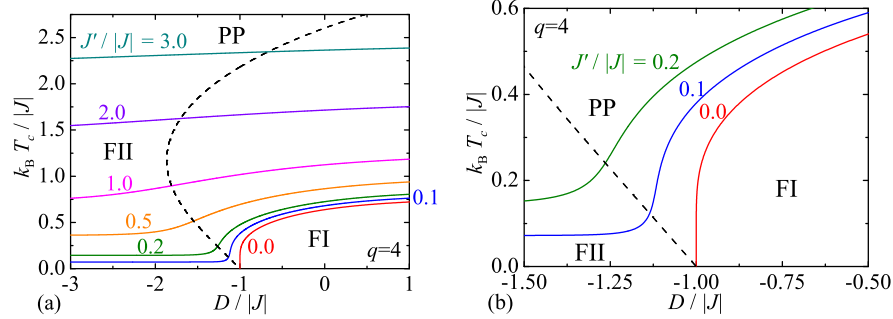 PP
q=4
J′ / |J| = 3.0
2.0
FII
1.0
0.5
0.2
0.0
0.1
FI
q=4
2.5
2.0
1.5
1.0
0.5
0.0
k_B T_c / |J|
-3
-2
-1
0
1
(a)
D / |J|
J′ / |J| = 0.2
PP
0.1
0.0
FI
FII
0.6
0.4
0.2
0.0
k_B T_c / |J|
-1.50
-1.25
-1.00
-0.75
-0.50
(b)
D / |J|